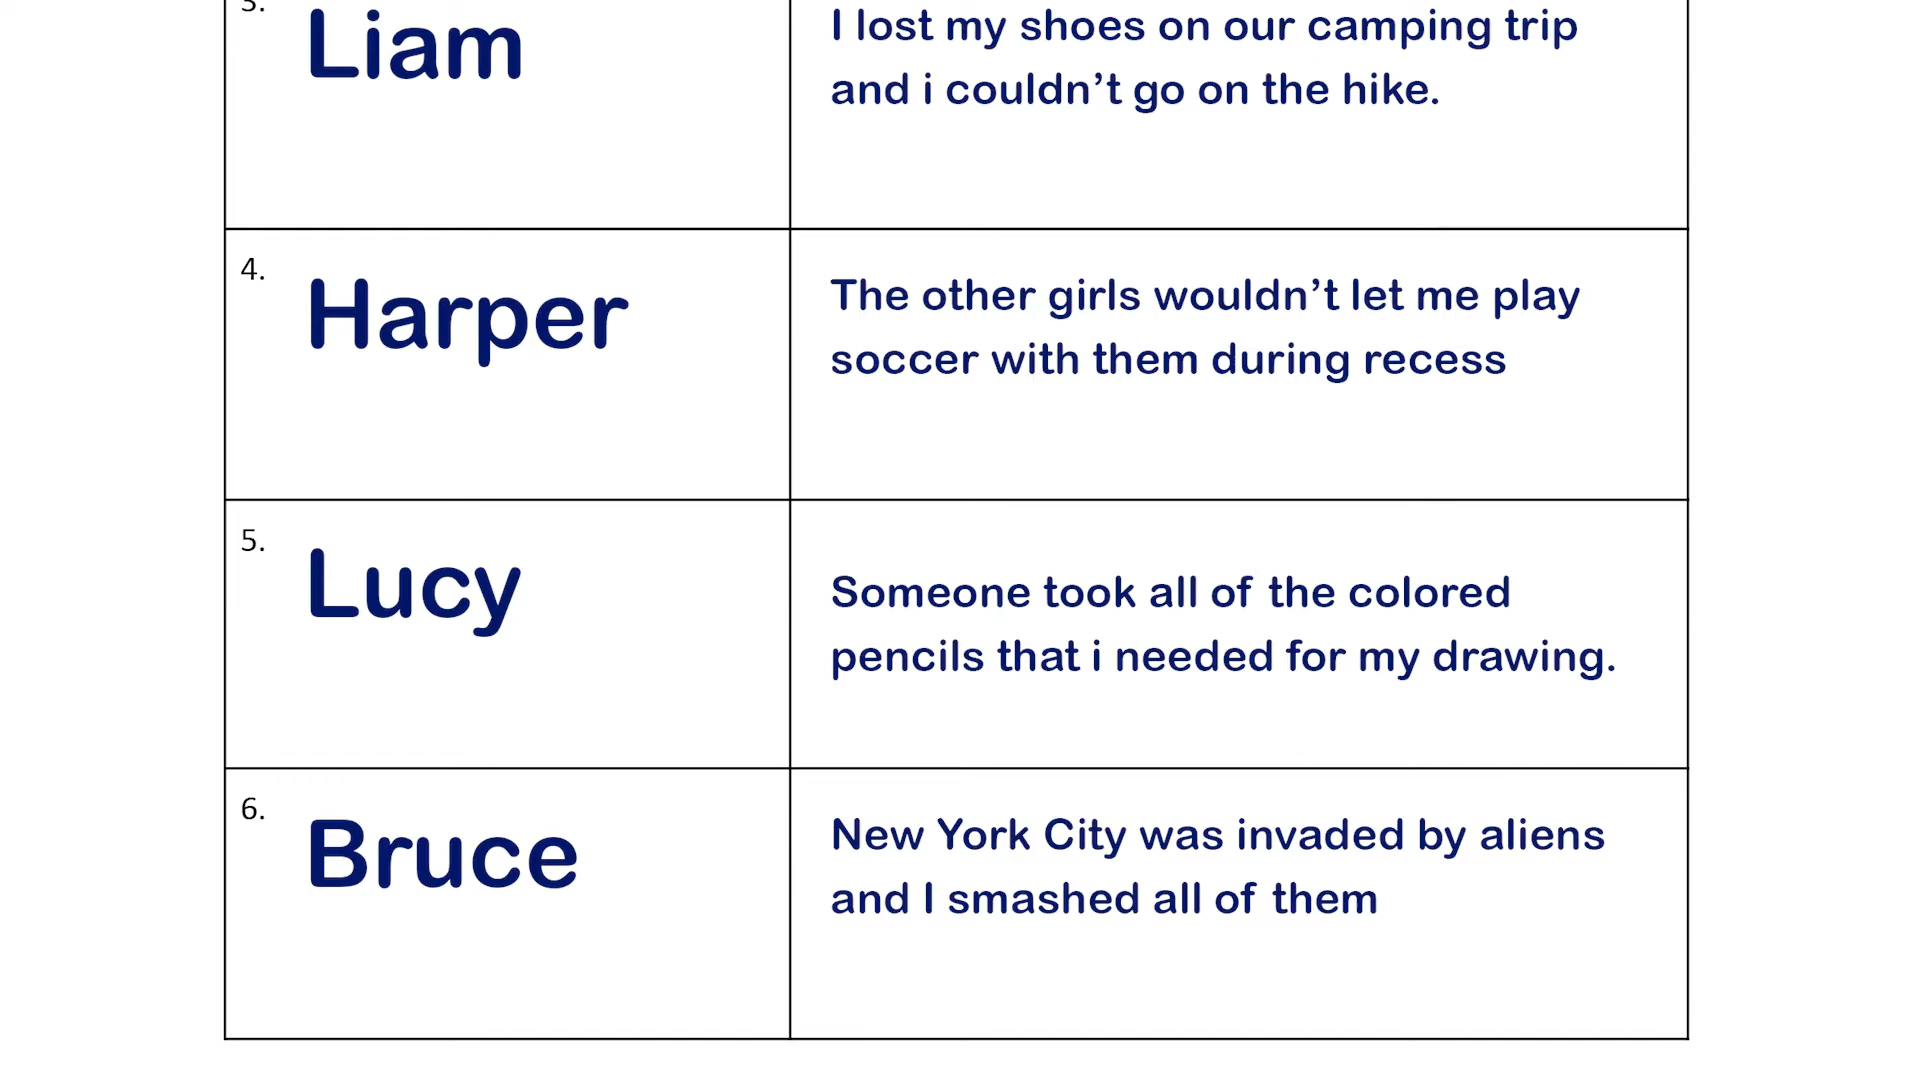 3.
Liam
I lost my shoes on our camping trip
and i couldn’t go on the hike.
4.
Harper
The other girls wouldn’t let me play
soccer with them during recess
5.
Lucy
Someone took all of the colored
pencils that i needed for my drawing.
6.
Bruce
New York City was invaded by aliens
and I smashed all of them